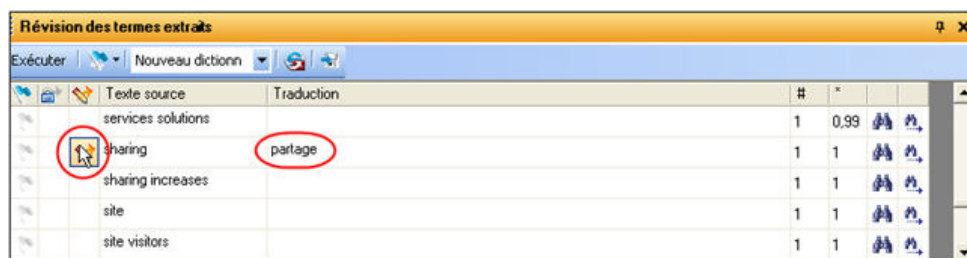 Révision des termes extraits
Exécuter Nouveau dictionn
Texte source Traduction # *
services solutions 1 0,99
sharing partage 1 1
sharing increases 1 1
site 1 1
site visitors 1 1